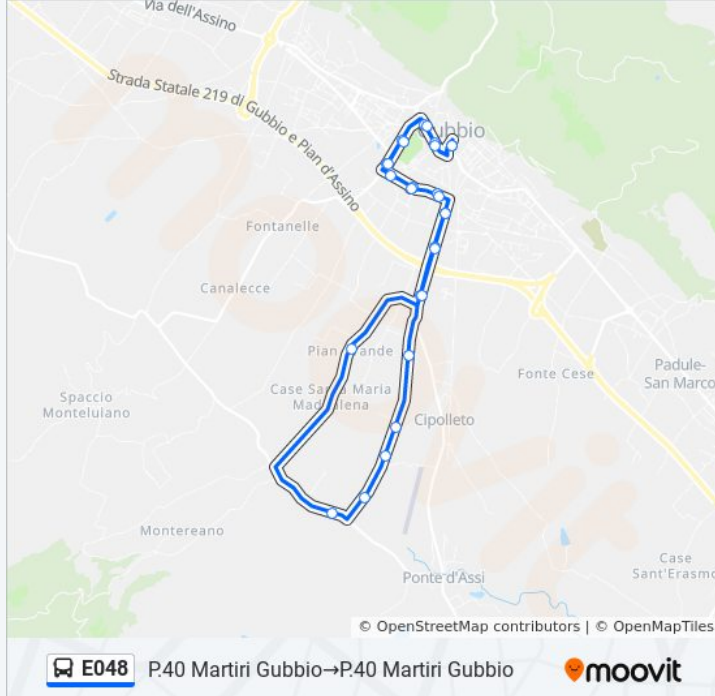 Via dell'Assino
Strada Statale 219 di Gubbio e Pian d'Assino
Gubbio
Fontanelle
Canalecce
Pian Grande
Case Santa Maria
Maddalena
Fonte Cese
Padule-
San Marco
Spaccio
Monteluiano
Cipolleto
Montereano
Ponte d'Assi
Case
Sant'Erasmo
© OpenStreetMap contributors | © OpenMapTiles
E048 P.40 Martiri Gubbio→P.40 Martiri Gubbio
moovit
moovit